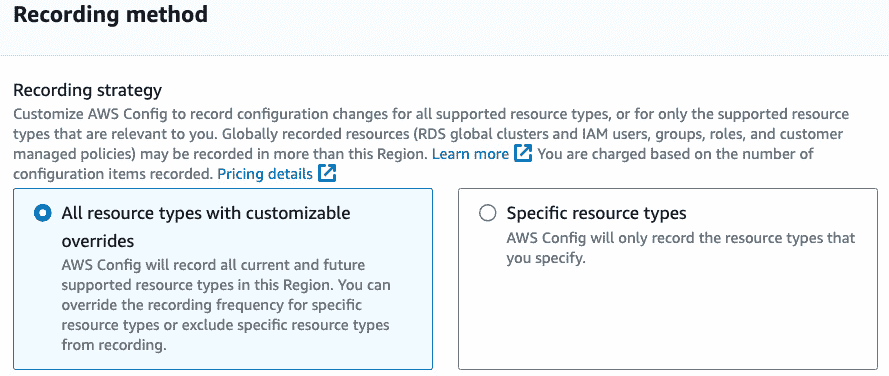 Recording method
Recording strategy
Customize AWS Config to record configuration changes for all supported resource types, or for only the supported resource
types that are relevant to you. Globally recorded resources (RDS global clusters and IAM users, groups, roles, and customer
managed policies) may be recorded in more than this Region. Learn more You are charged based on the number of
configuration items recorded. Pricing details
All resource types with customizable
overrides
AWS Config will record all current and future
supported resource types in this Region. You can
override the recording frequency for specific
resource types or exclude specific resource types
from recording.
Specific resource types
AWS Config will only record the resource types that
you specify.